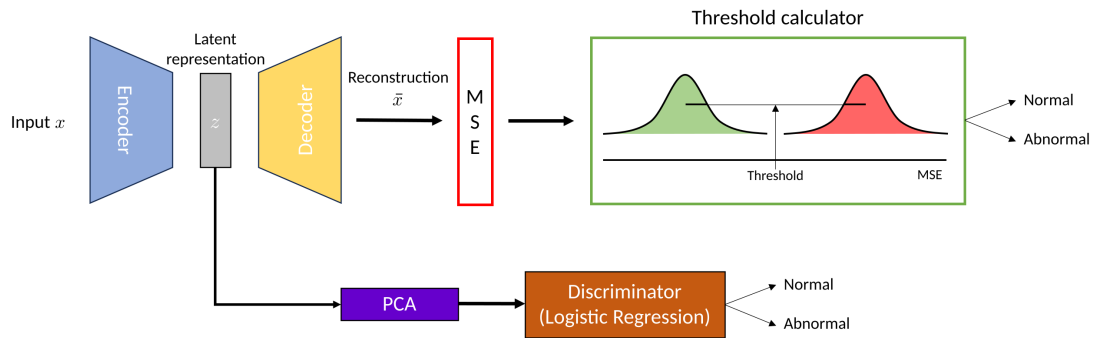 Threshold calculator
Latent
representation
Input x
Encoder
z
Decoder
Reconstruction
x̄
M
S
E
Threshold
MSE
Normal
Abnormal
PCA
Discriminator
(Logistic Regression)
Normal
Abnormal